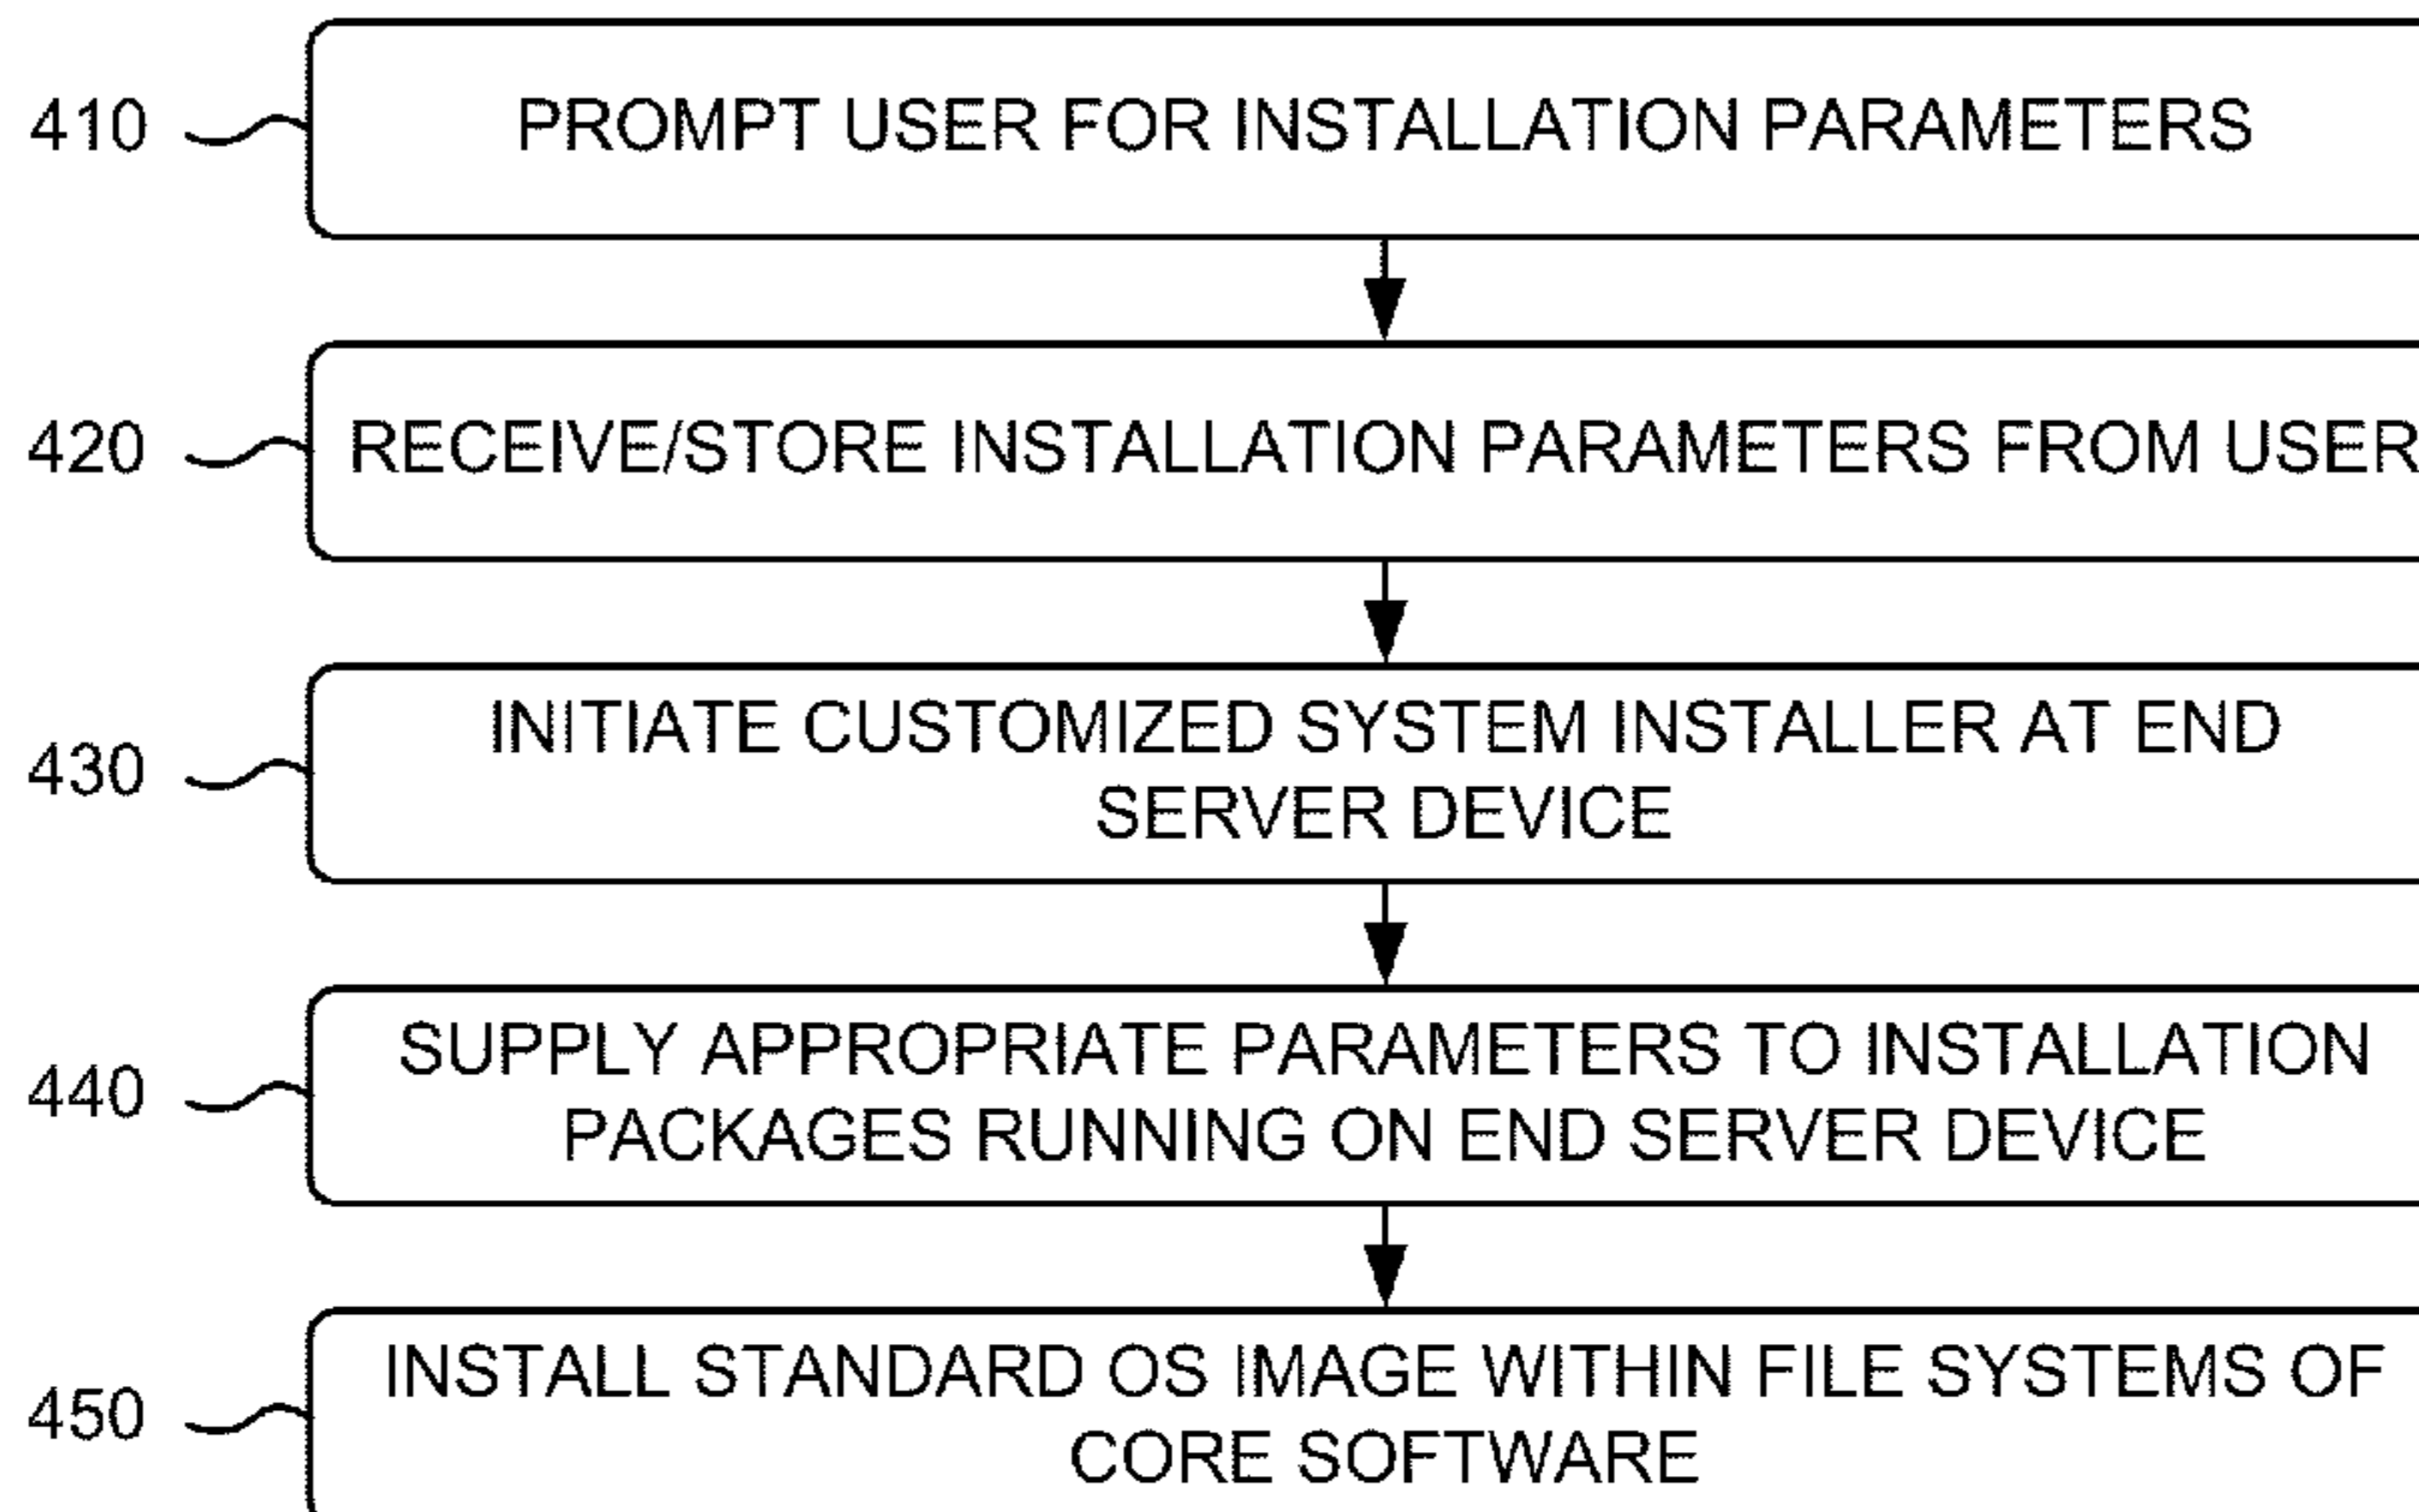 410
PROMPT USER FOR INSTALLATION PARAMETERS
420
RECEIVE/STORE INSTALLATION PARAMETERS FROM USER
430
INITIATE CUSTOMIZED SYSTEM INSTALLER AT END
SERVER DEVICE
440
SUPPLY APPROPRIATE PARAMETERS TO INSTALLATION
PACKAGES RUNNING ON END SERVER DEVICE
450
INSTALL STANDARD OS IMAGE WITHIN FILE SYSTEMS OF
CORE SOFTWARE